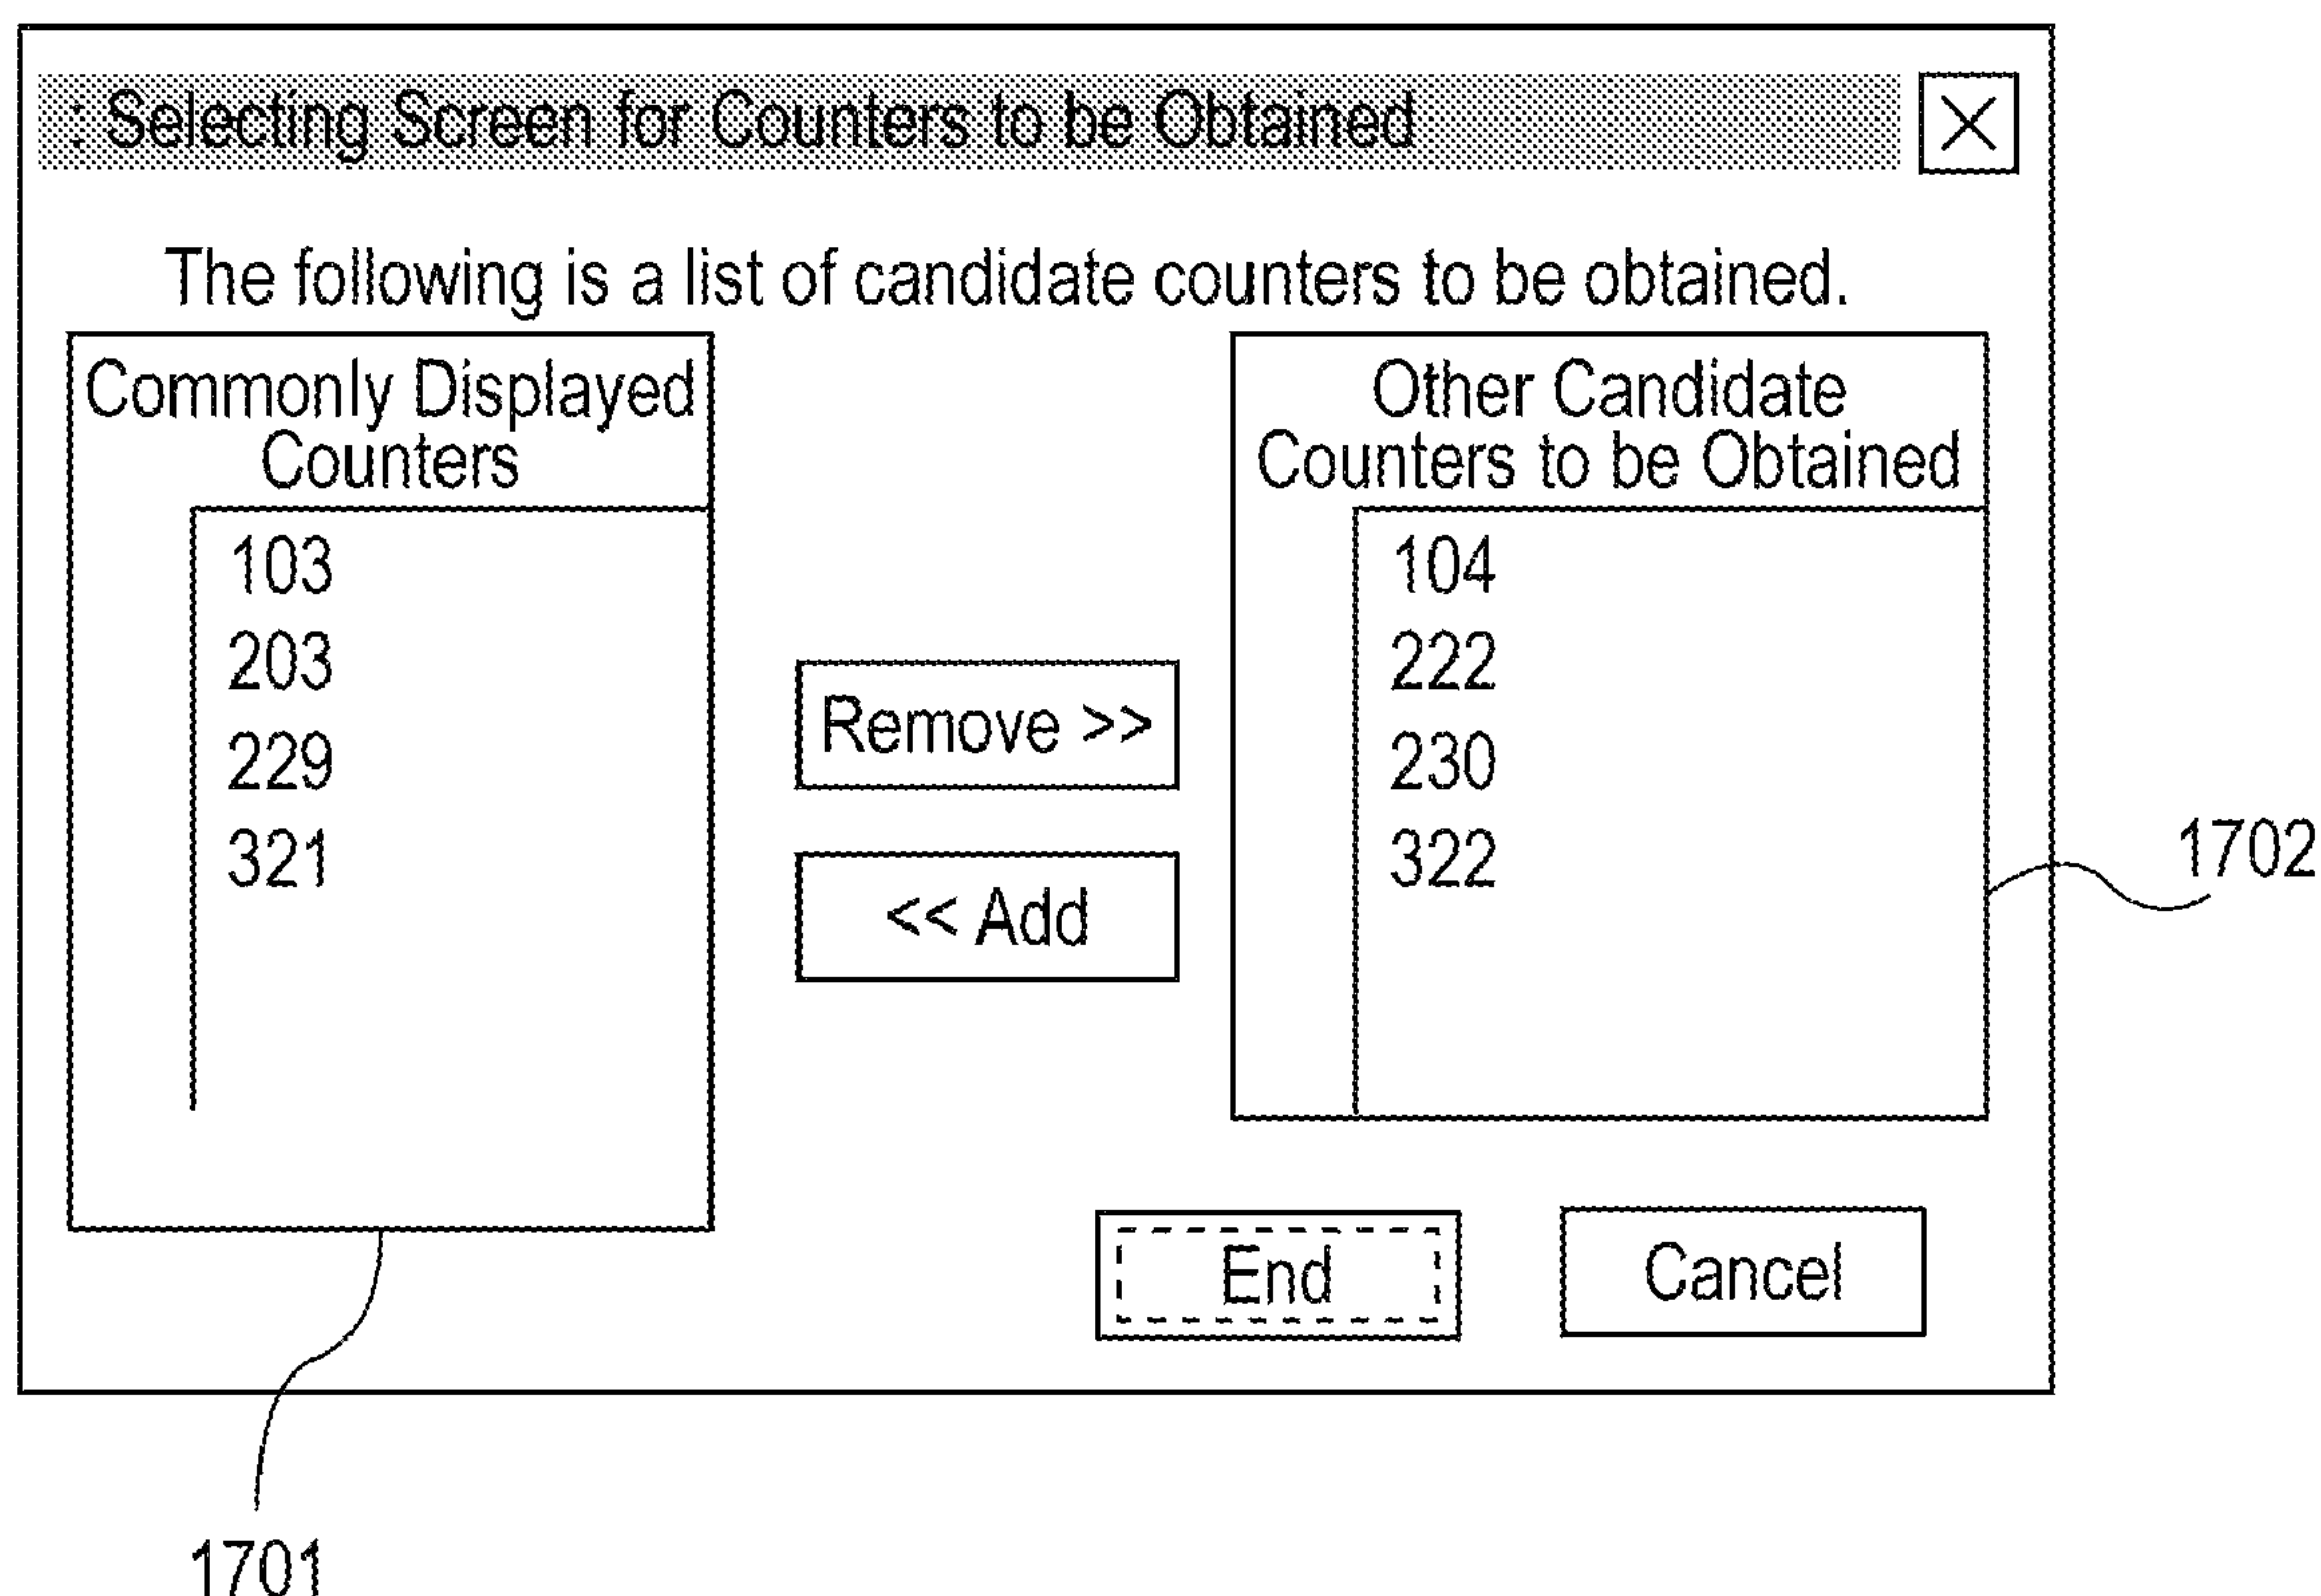 : Selecting Screen for Counters to be Obtained
The following is a list of candidate counters to be obtained.
Commonly Displayed
Counters
103
203
229
321
Remove >>
<< Add
Other Candidate
Counters to be Obtained
104
222
230
322
1702
End
Cancel
1701